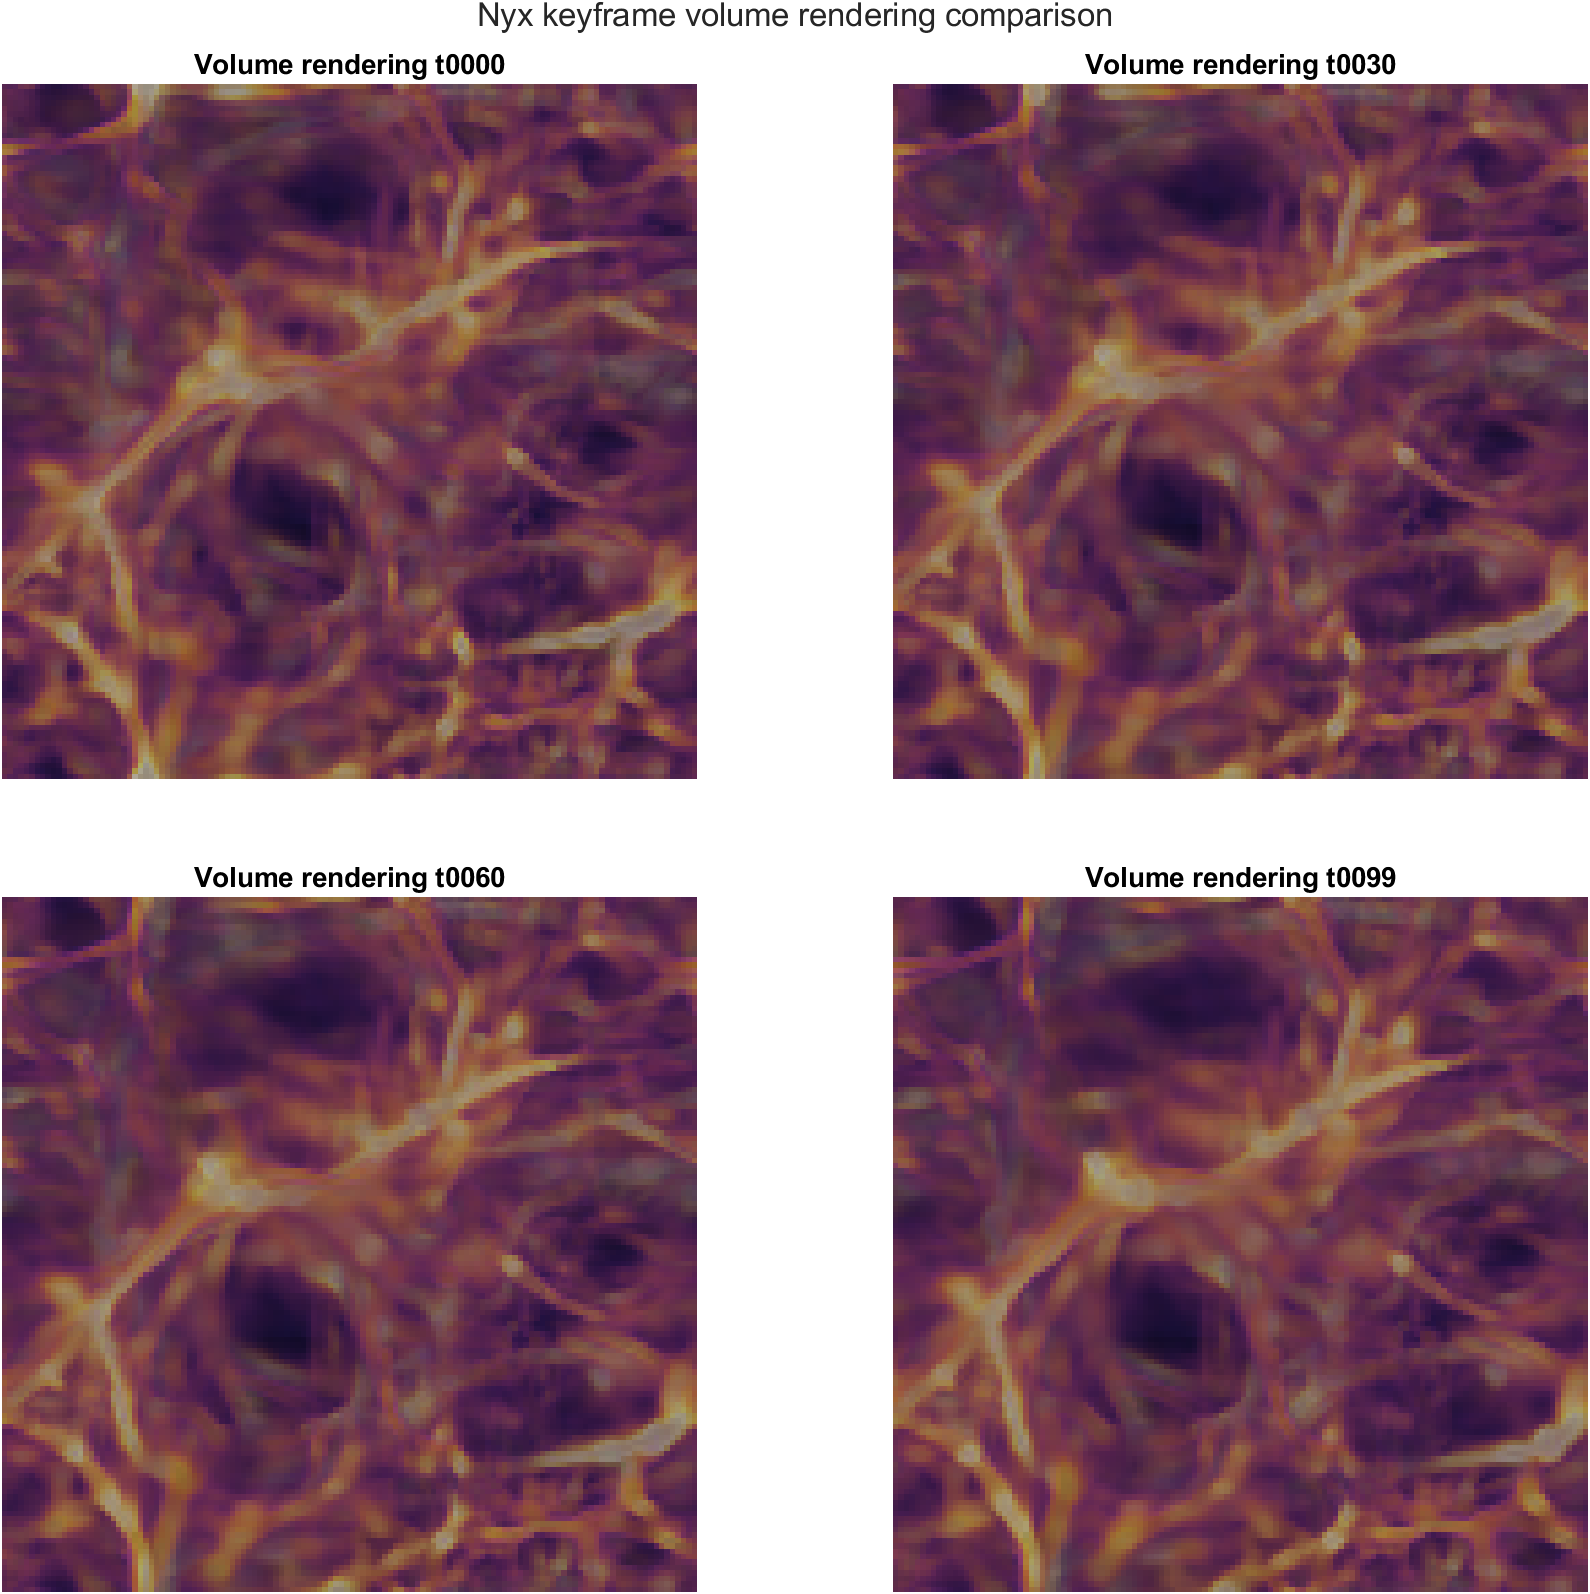 Nyx keyframe volume rendering comparison
Volume rendering t0000
Volume rendering t0030
Volume rendering t0060
Volume rendering t0099